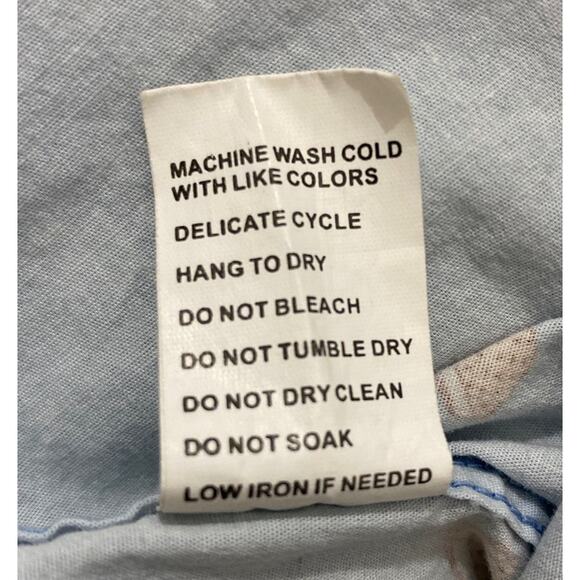 MACHINE WASH COLD
WITH LIKE COLORS
DELICATE CYCLE
HANG TO DRY
DO NOT BLEACH
DO NOT TUMBLE DRY
DO NOT DRY CLEAN
DO NOT SOAK
LOW IRON IF NEEDED